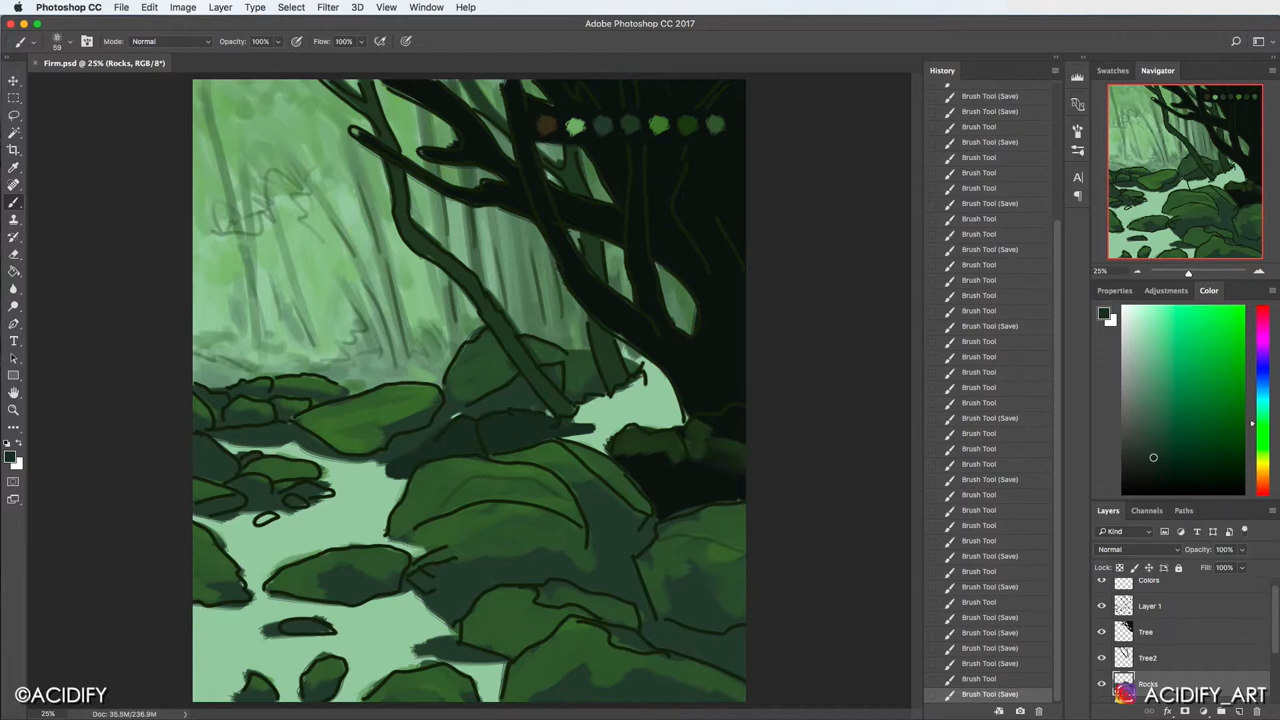 Photoshop CC File Edit Image Layer Type Select Filter 3D View Window Help
Adobe Photoshop CC 2017
59 Mode: Normal Opacity: 100% Flow: 100%
× Firm.psd @ 25% (Rocks, RGB/8*)
History
Brush Tool (Save)
Brush Tool (Save)
Brush Tool
Brush Tool (Save)
Brush Tool
Brush Tool
Brush Tool
Brush Tool (Save)
Brush Tool
Brush Tool
Brush Tool (Save)
Brush Tool
Brush Tool
Brush Tool
Brush Tool
Brush Tool (Save)
Brush Tool
Brush Tool
Brush Tool
Brush Tool
Brush Tool
Brush Tool (Save)
Brush Tool
Brush Tool
Brush Tool
Brush Tool (Save)
Brush Tool
Brush Tool
Brush Tool
Brush Tool
Brush Tool (Save)
Brush Tool
Brush Tool (Save)
Brush Tool
Brush Tool (Save)
Brush Tool (Save)
Brush Tool (Save)
Brush Tool (Save)
Brush Tool
Brush Tool (Save)
Swatches Navigator
25%
Properties Adjustments Color
Layers Channels Paths
Kind
Normal Opacity: 100%
Lock: Fill: 100%
Colors
Layer 1
Tree
Tree2
Rocks
25% Doc: 35.5M/236.9M
©ACIDIFY
ACIDIFY_ART